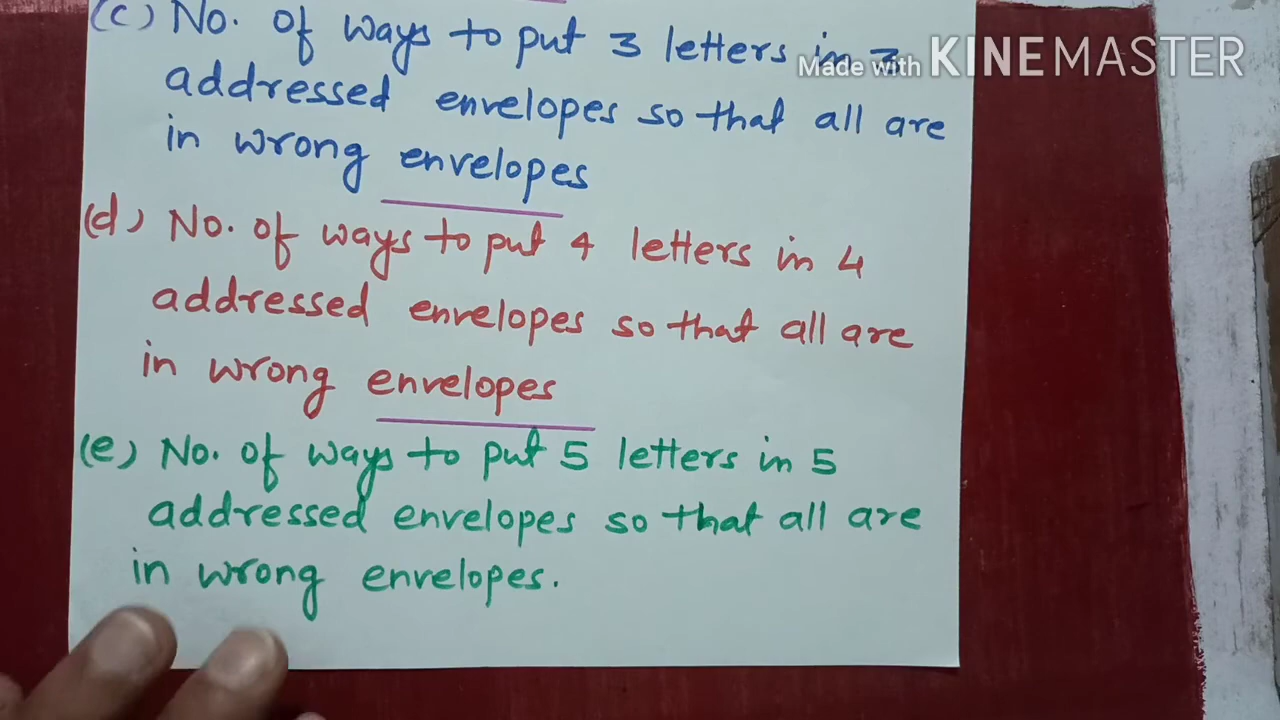 (c) No. of ways to put 3 letters in 3
Made with KINEMASTER
addressed envelopes so that all are
in wrong envelopes
(d) No. of ways to put 4 letters in 4
addressed envelopes so that all are
in wrong envelopes
(e) No. of ways to put 5 letters in 5
addressed envelopes so that all are
in wrong envelopes.